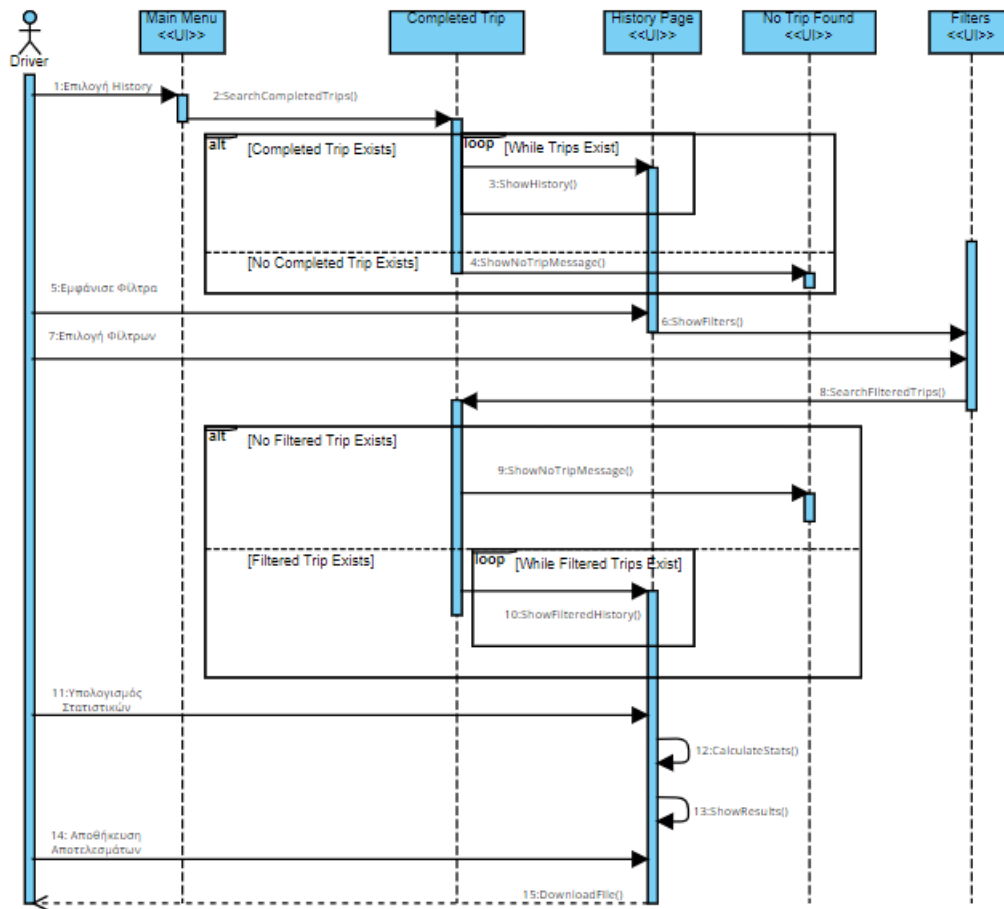 Main Menu
<<UI>>
Completed Trip
History Page
<<UI>>
No Trip Found
<<UI>>
Filters
<<UI>>
Driver
1:Επιλογή History
2:SearchCompletedTrips()
alt
[Completed Trip Exists]
loop
[While Trips Exist]
3:ShowHistory()
[No Completed Trip Exists]
4:ShowNoTripMessage()
5:Εμφάνισε Φίλτρα
6:ShowFilters()
7:Επιλογή Φίλτρων
8:SearchFilteredTrips()
alt
[No Filtered Trip Exists]
9:ShowNoTripMessage()
[Filtered Trip Exists]
loop
[While Filtered Trips Exist]
10:ShowFilteredHistory()
11:Υπολογισμός
Στατιστικών
12:CalculateStats()
13:ShowResults()
14: Αποθήκευση
Αποτελεσμάτων
15:DownloadFile()